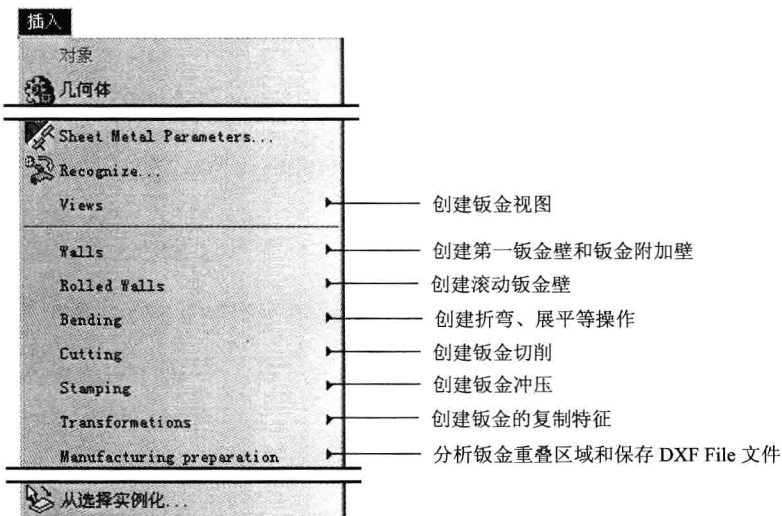 插入
对象
几何体
Sheet Metal Parameters...
Recognize...
Views 创建钣金视图
Walls 创建第一钣金壁和钣金附加壁
Rolled Walls 创建滚动钣金壁
Bending 创建折弯、展平等操作
Cutting 创建钣金切削
Stamping 创建钣金冲压
Transformations 创建钣金的复制特征
Manufacturing preparation 分析钣金重叠区域和保存 DXF File 文件
从选择实例化...